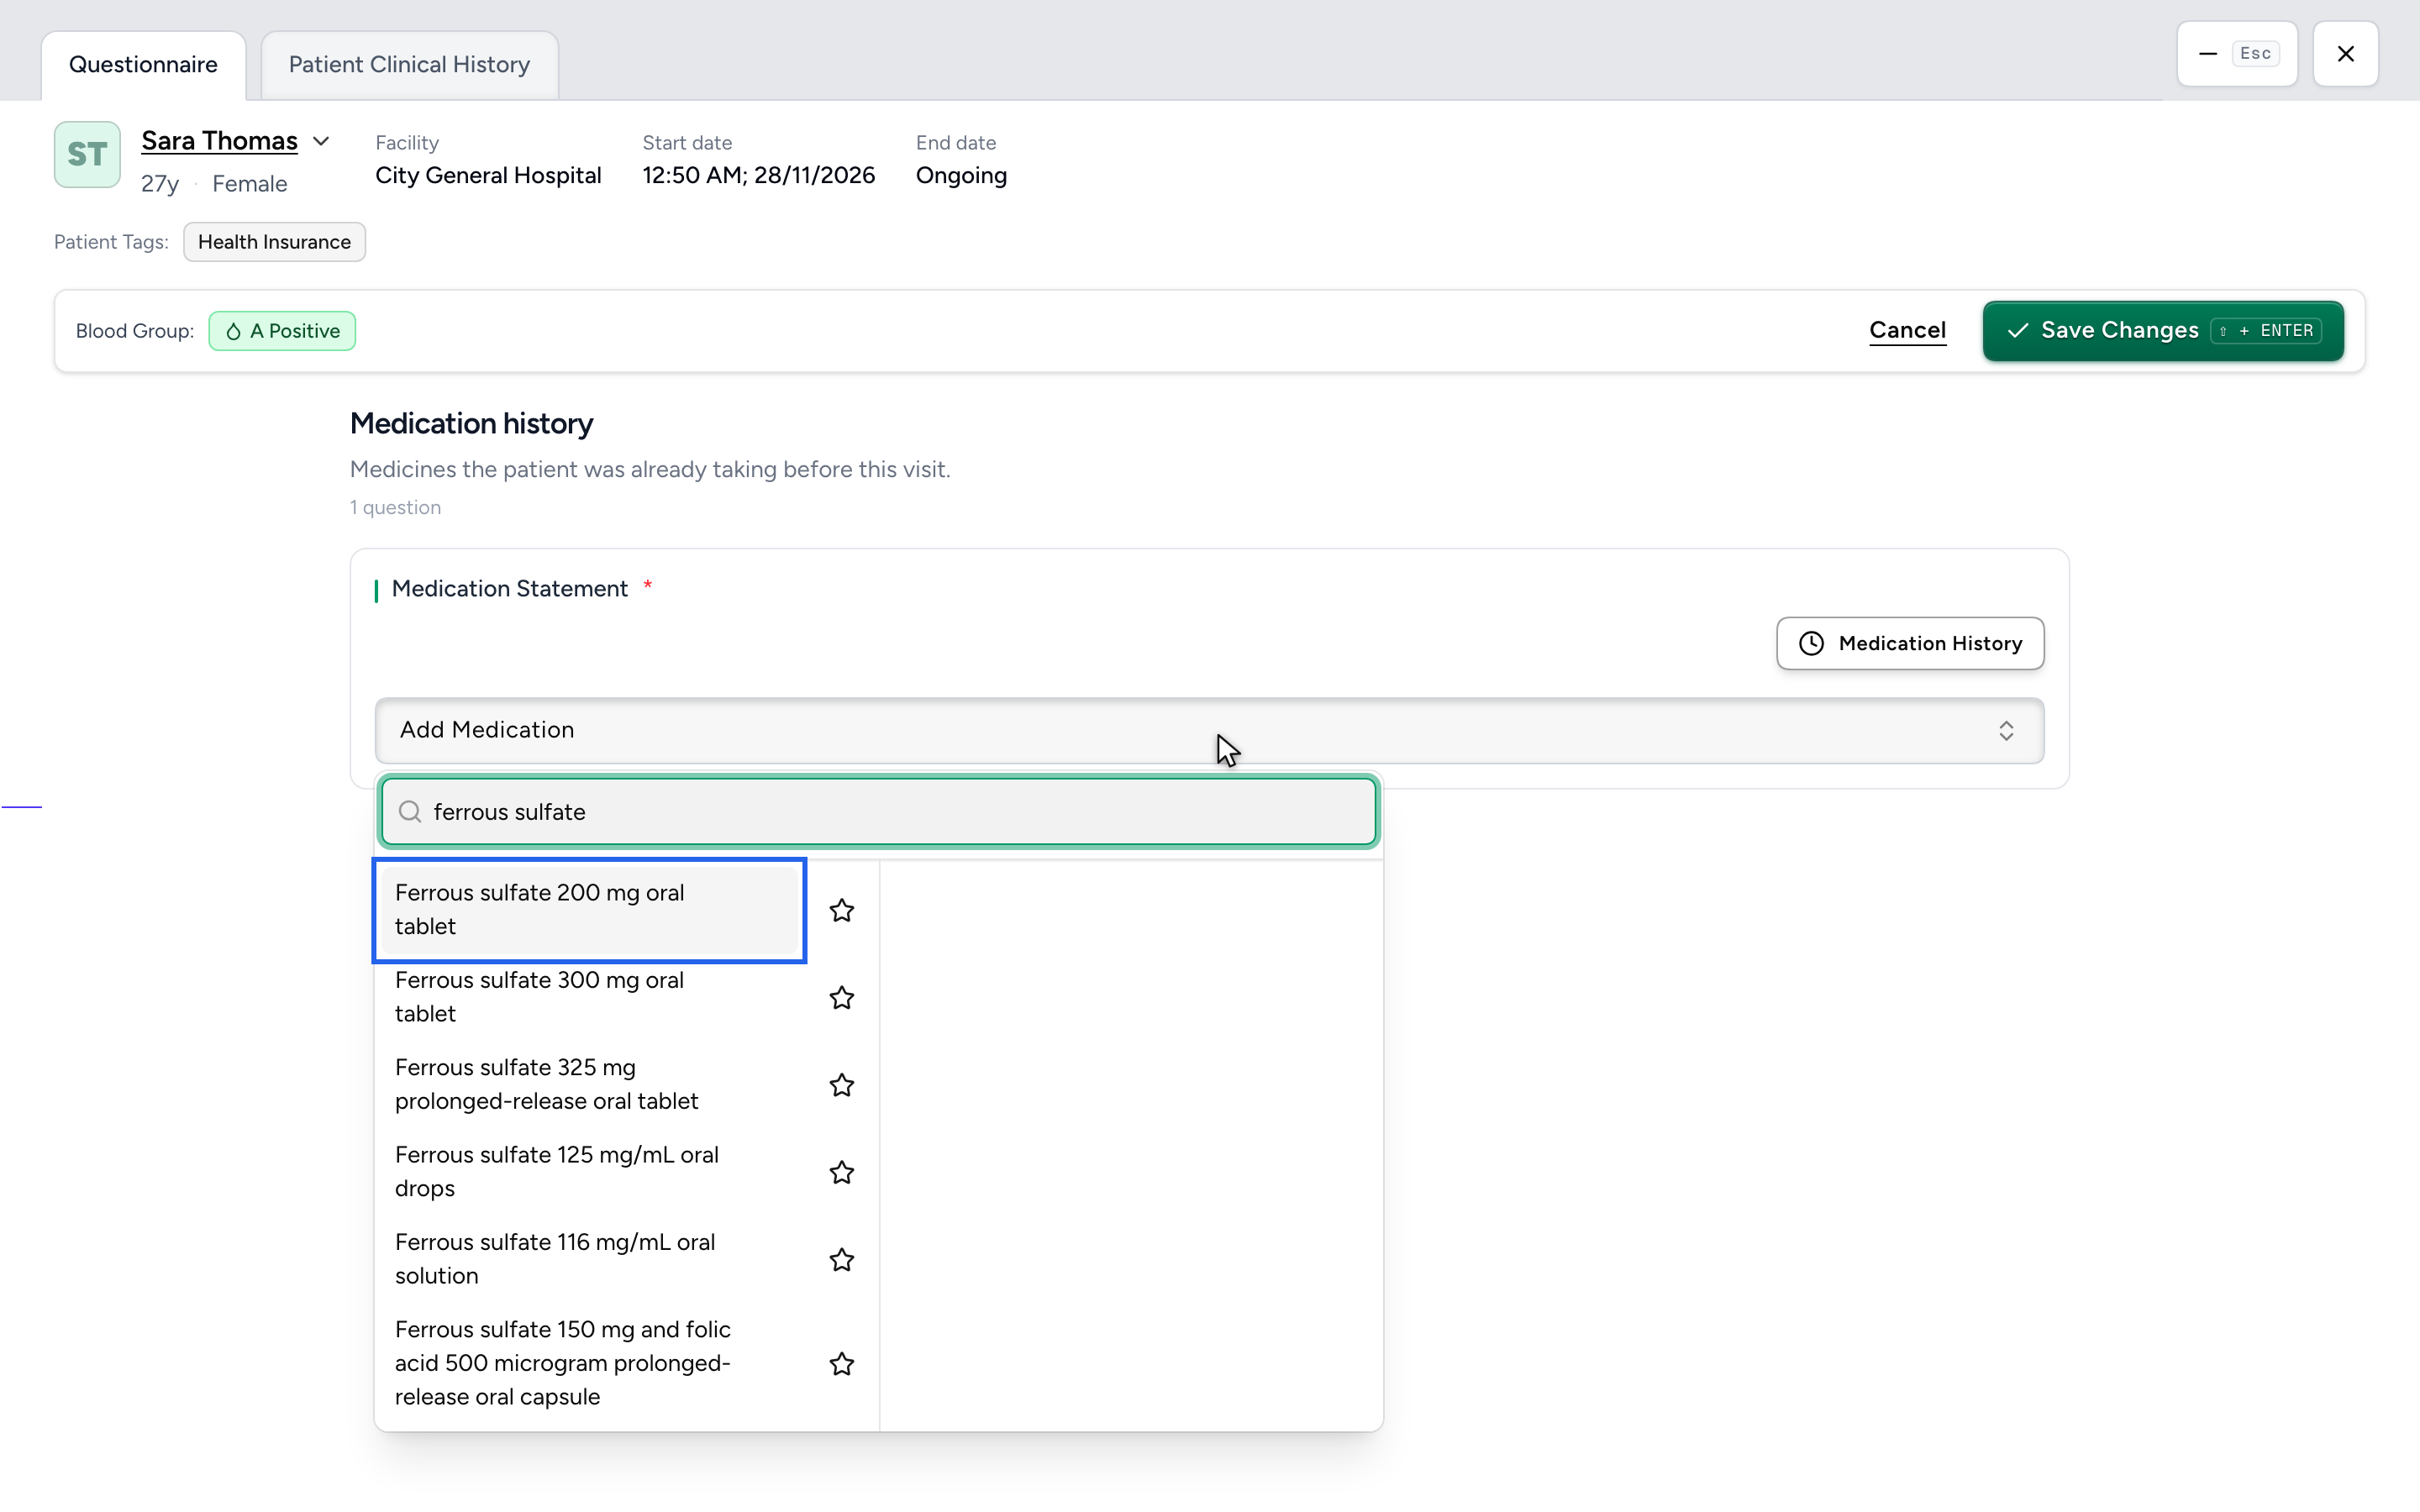 Questionnaire
Patient Clinical History
Esc
ST
Sara Thomas
27y · Female
Facility
City General Hospital
Start date
12:50 AM; 28/11/2026
End date
Ongoing
Patient Tags:
Health Insurance
Blood Group:
A Positive
Cancel
Save Changes
⇧ + ENTER
Medication history
Medicines the patient was already taking before this visit.
1 question
Medication Statement *
Medication History
Add Medication
ferrous sulfate
Ferrous sulfate 200 mg oral
tablet
Ferrous sulfate 300 mg oral
tablet
Ferrous sulfate 325 mg
prolonged-release oral tablet
Ferrous sulfate 125 mg/mL oral
drops
Ferrous sulfate 116 mg/mL oral
solution
Ferrous sulfate 150 mg and folic
acid 500 microgram prolonged-
release oral capsule